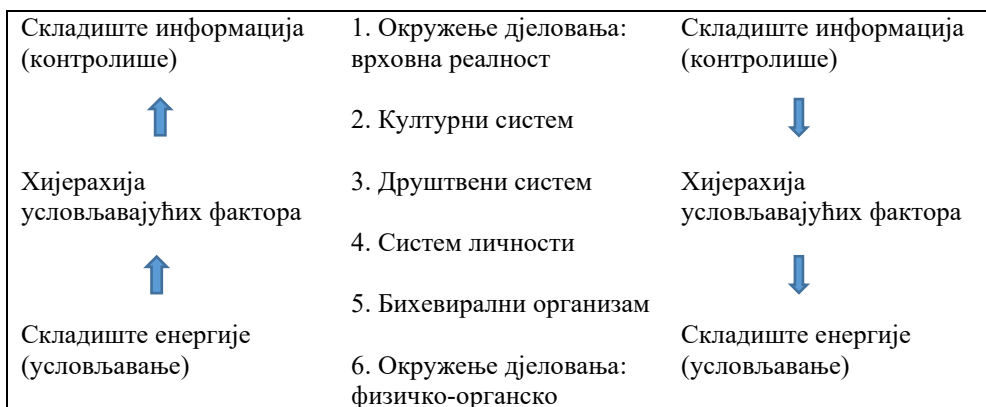 Складиште информација
(контролише)
Хијерахија
условљавајућих фактора
Складиште енергије
(условљавање)
1. Окружење дјеловања:
врховна реалност
2. Културни систем
3. Друштвени систем
4. Систем личности
5. Бихевирални организам
6. Окружење дјеловања:
физичко-органско
Складиште информација
(контролише)
Хијерахија
условљавајућих фактора
Складиште енергије
(условљавање)